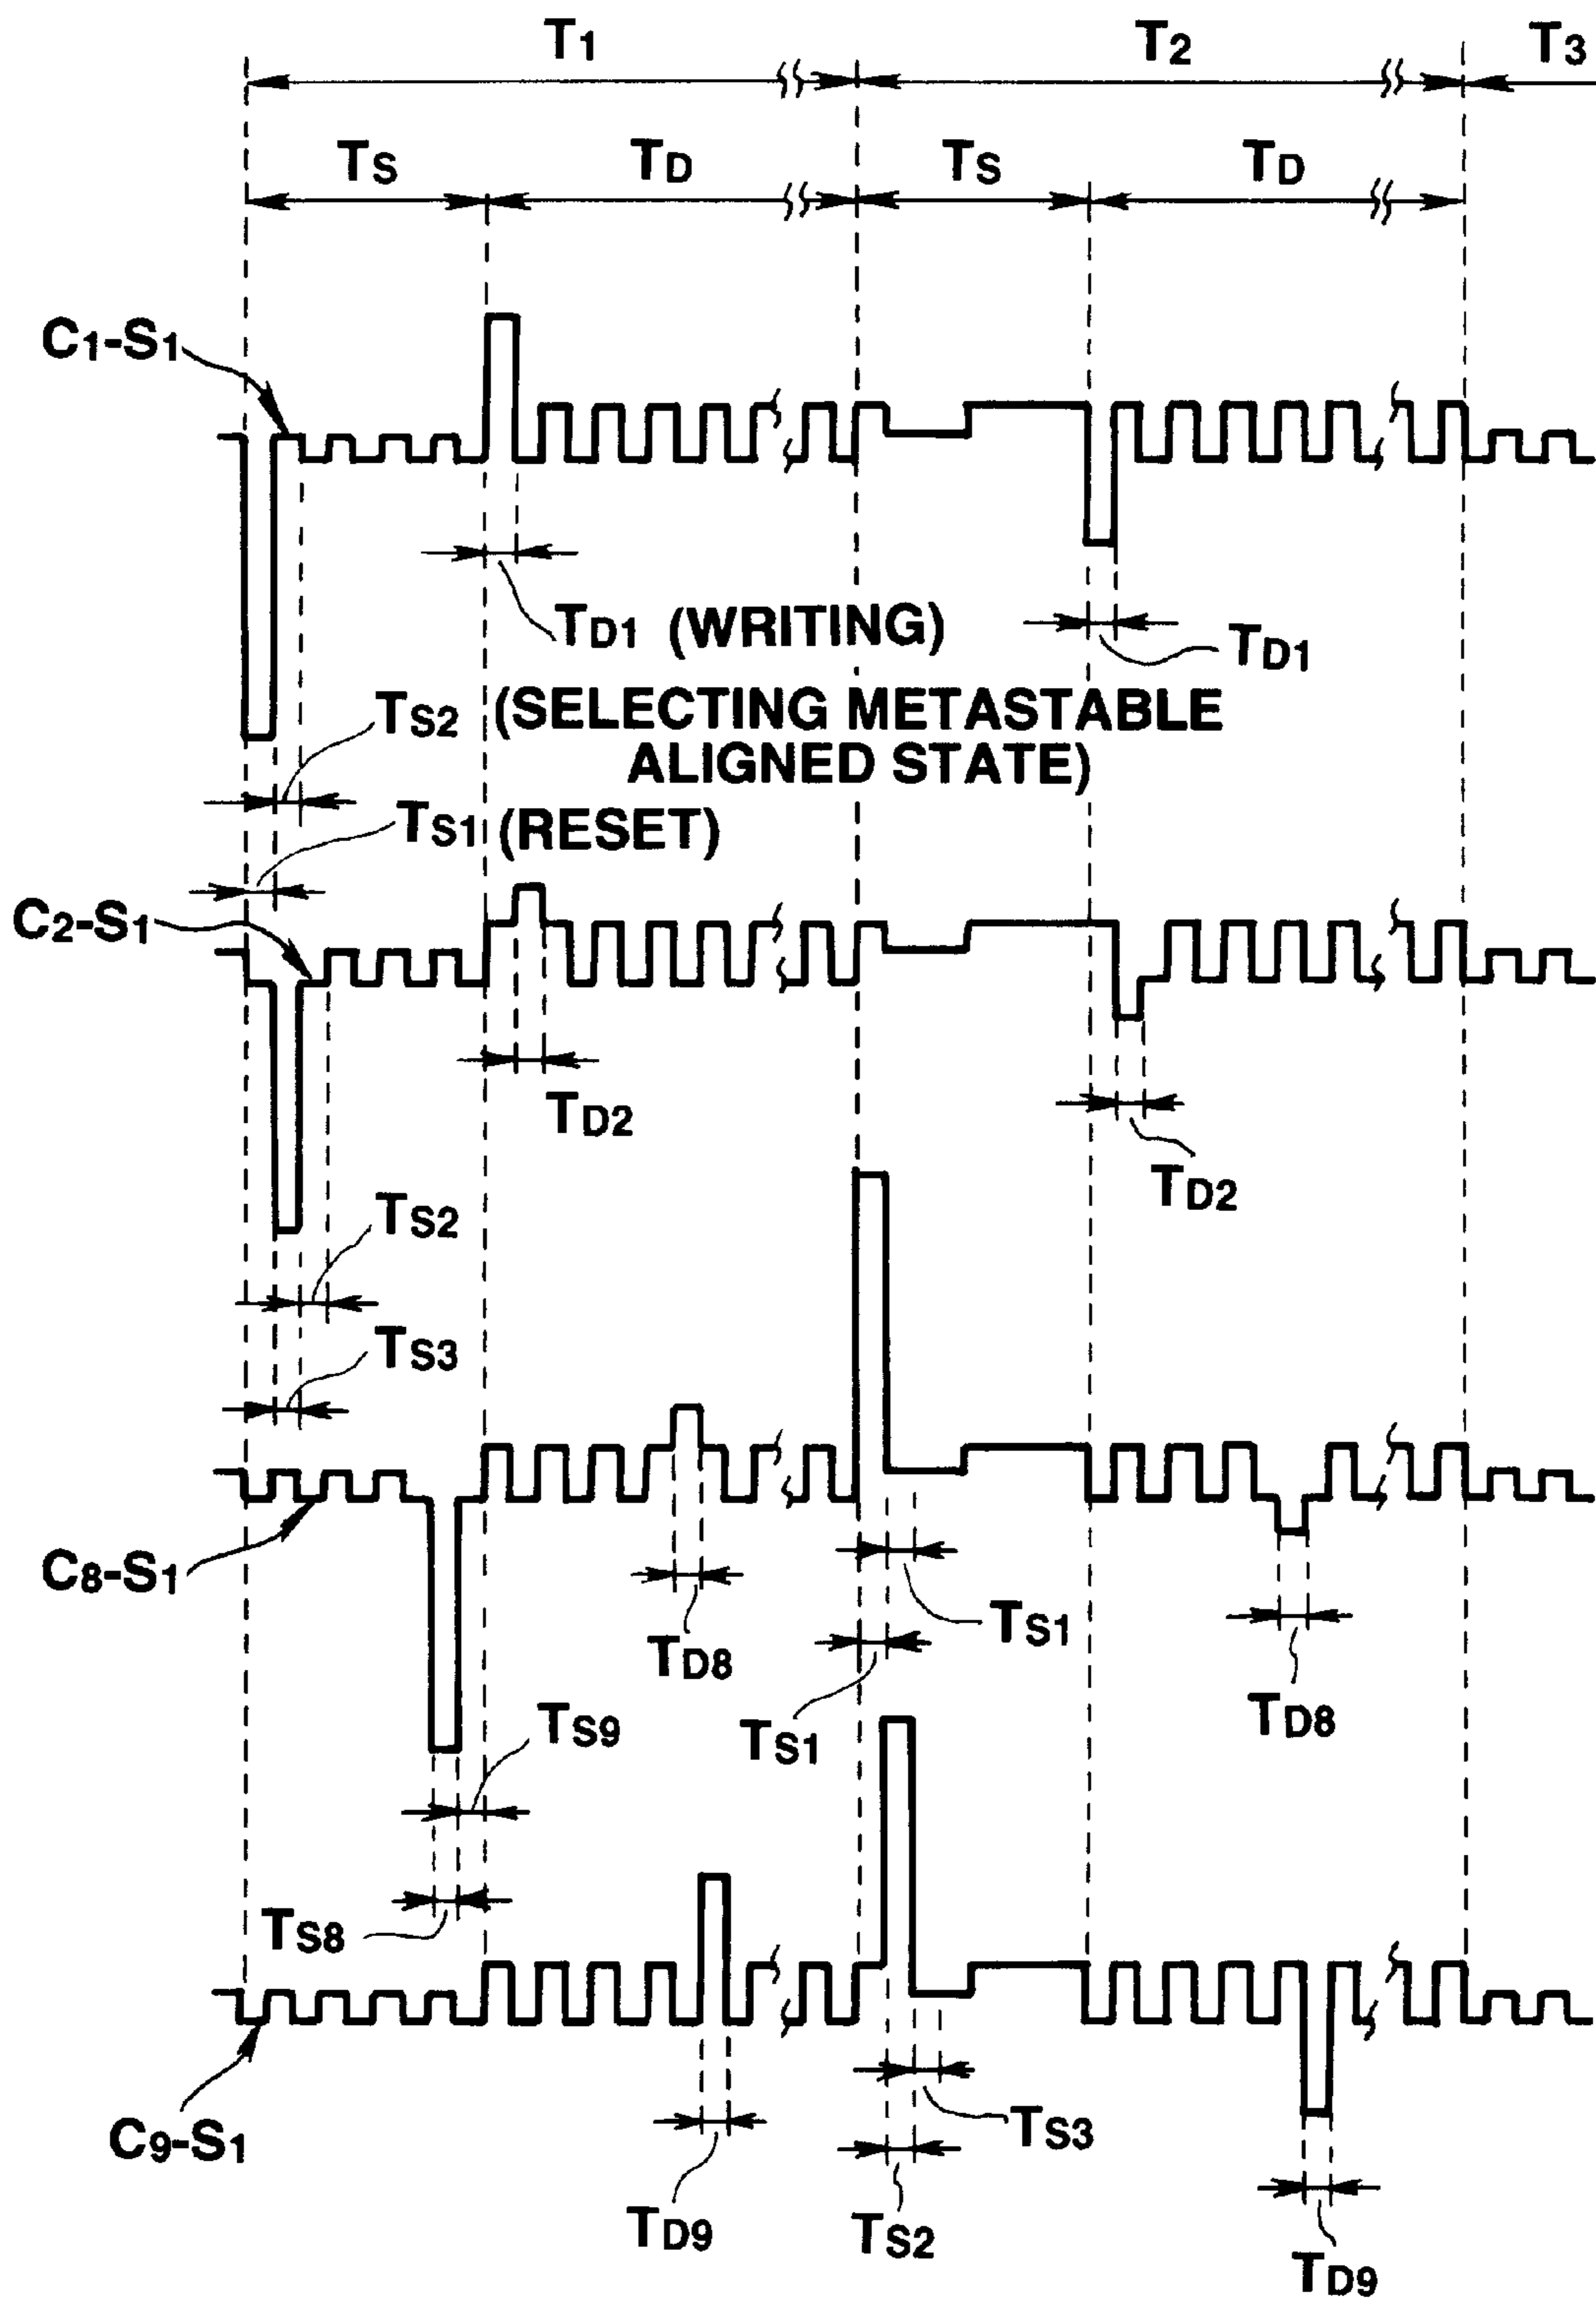 T1 T2 T3
TS TD TS TD
C1-S1
TD1 (WRITING)
TD1
TS2 (SELECTING METASTABLE
ALIGNED STATE)
TS1 (RESET)
C2-S1
TD2
TD2
TS2
TS3
C8-S1
TS1
TD8
TD8
TS9
TS1
TS8
C9-S1
TS3
TD9
TS2
TD9